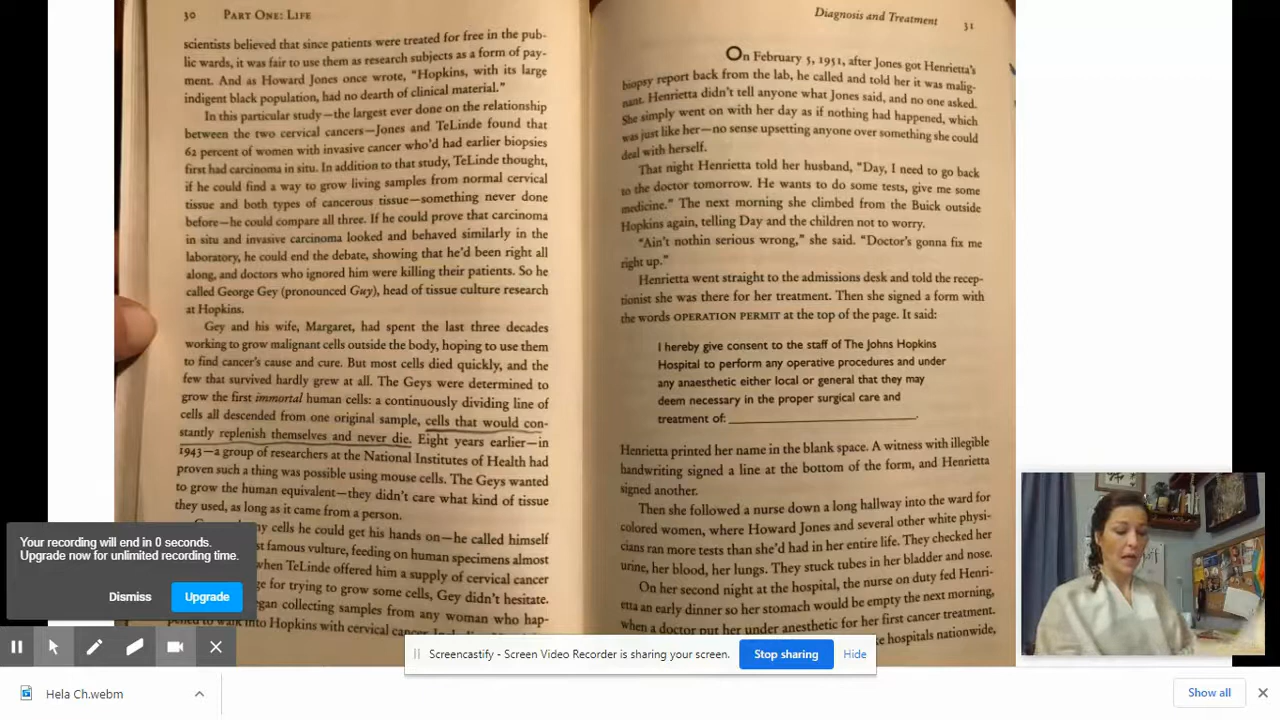 30 PART ONE: LIFE
scientists believed that since patients were treated for free in the pub-
lic wards, it was fair to use them as research subjects as a form of pay-
ment. And as Howard Jones once wrote, "Hopkins, with its large
indigent black population, had no dearth of clinical material."
In this particular study—the largest ever done on the relationship
between the two cervical cancers—Jones and TeLinde found that
62 percent of women with invasive cancer who'd had earlier biopsies
first had carcinoma in situ. In addition to that study, TeLinde thought,
if he could find a way to grow living samples from normal cervical
tissue and both types of cancerous tissue—something never done
before—he could compare all three. If he could prove that carcinoma
in situ and invasive carcinoma looked and behaved similarly in the
laboratory, he could end the debate, showing that he'd been right all
along, and doctors who ignored him were killing their patients. So he
called George Gey (pronounced Guy), head of tissue culture research
at Hopkins.
Gey and his wife, Margaret, had spent the last three decades
working to grow malignant cells outside the body, hoping to use them
to find cancer's cause and cure. But most cells died quickly, and the
few that survived hardly grew at all. The Geys were determined to
grow the first immortal human cells: a continuously dividing line of
cells all descended from one original sample, cells that would con-
stantly replenish themselves and never die. Eight years earlier—in
1943—a group of researchers at the National Institutes of Health had
proven such a thing was possible using mouse cells. The Geys wanted
to grow the human equivalent—they didn't care what kind of tissue
they used, as long as it came from a person.
cells he could get his hands on—he called himself
famous vulture, feeding on human specimens almost
when TeLinde offered him a supply of cervical cancer
for trying to grow some cells, Gey didn't hesitate.
collecting samples from any woman who hap-
pened to walk into Hopkins with cervical cancer.
Diagnosis and Treatment 31
On February 5, 1951, after Jones got Henrietta's
biopsy report back from the lab, he called and told her it was malig-
nant. Henrietta didn't tell anyone what Jones said, and no one asked.
She simply went on with her day as if nothing had happened, which
was just like her—no sense upsetting anyone over something she could
deal with herself.
That night Henrietta told her husband, "Day, I need to go back
to the doctor tomorrow. He wants to do some tests, give me some
medicine." The next morning she climbed from the Buick outside
Hopkins again, telling Day and the children not to worry.
"Ain't nothin serious wrong," she said. "Doctor's gonna fix me
right up."
Henrietta went straight to the admissions desk and told the recep-
tionist she was there for her treatment. Then she signed a form with
the words OPERATION PERMIT at the top of the page. It said:
I hereby give consent to the staff of The Johns Hopkins
Hospital to perform any operative procedures and under
any anaesthetic either local or general that they may
deem necessary in the proper surgical care and
treatment of: ______.
Henrietta printed her name in the blank space. A witness with illegible
handwriting signed a line at the bottom of the form, and Henrietta
signed another.
Then she followed a nurse down a long hallway into the ward for
colored women, where Howard Jones and several other white physi-
cians ran more tests than she'd had in her entire life. They checked her
urine, her blood, her lungs. They stuck tubes in her bladder and nose.
On her second night at the hospital, the nurse on duty fed Henri-
etta an early dinner so her stomach would be empty the next morning,
when a doctor put her under anesthetic for her first cancer treatment.
hospitals nationwide,
Your recording will end in 0 seconds.
Upgrade now for unlimited recording time.
Dismiss Upgrade
Screencastify - Screen Video Recorder is sharing your screen. Stop sharing Hide
Hela Ch.webm
Show all